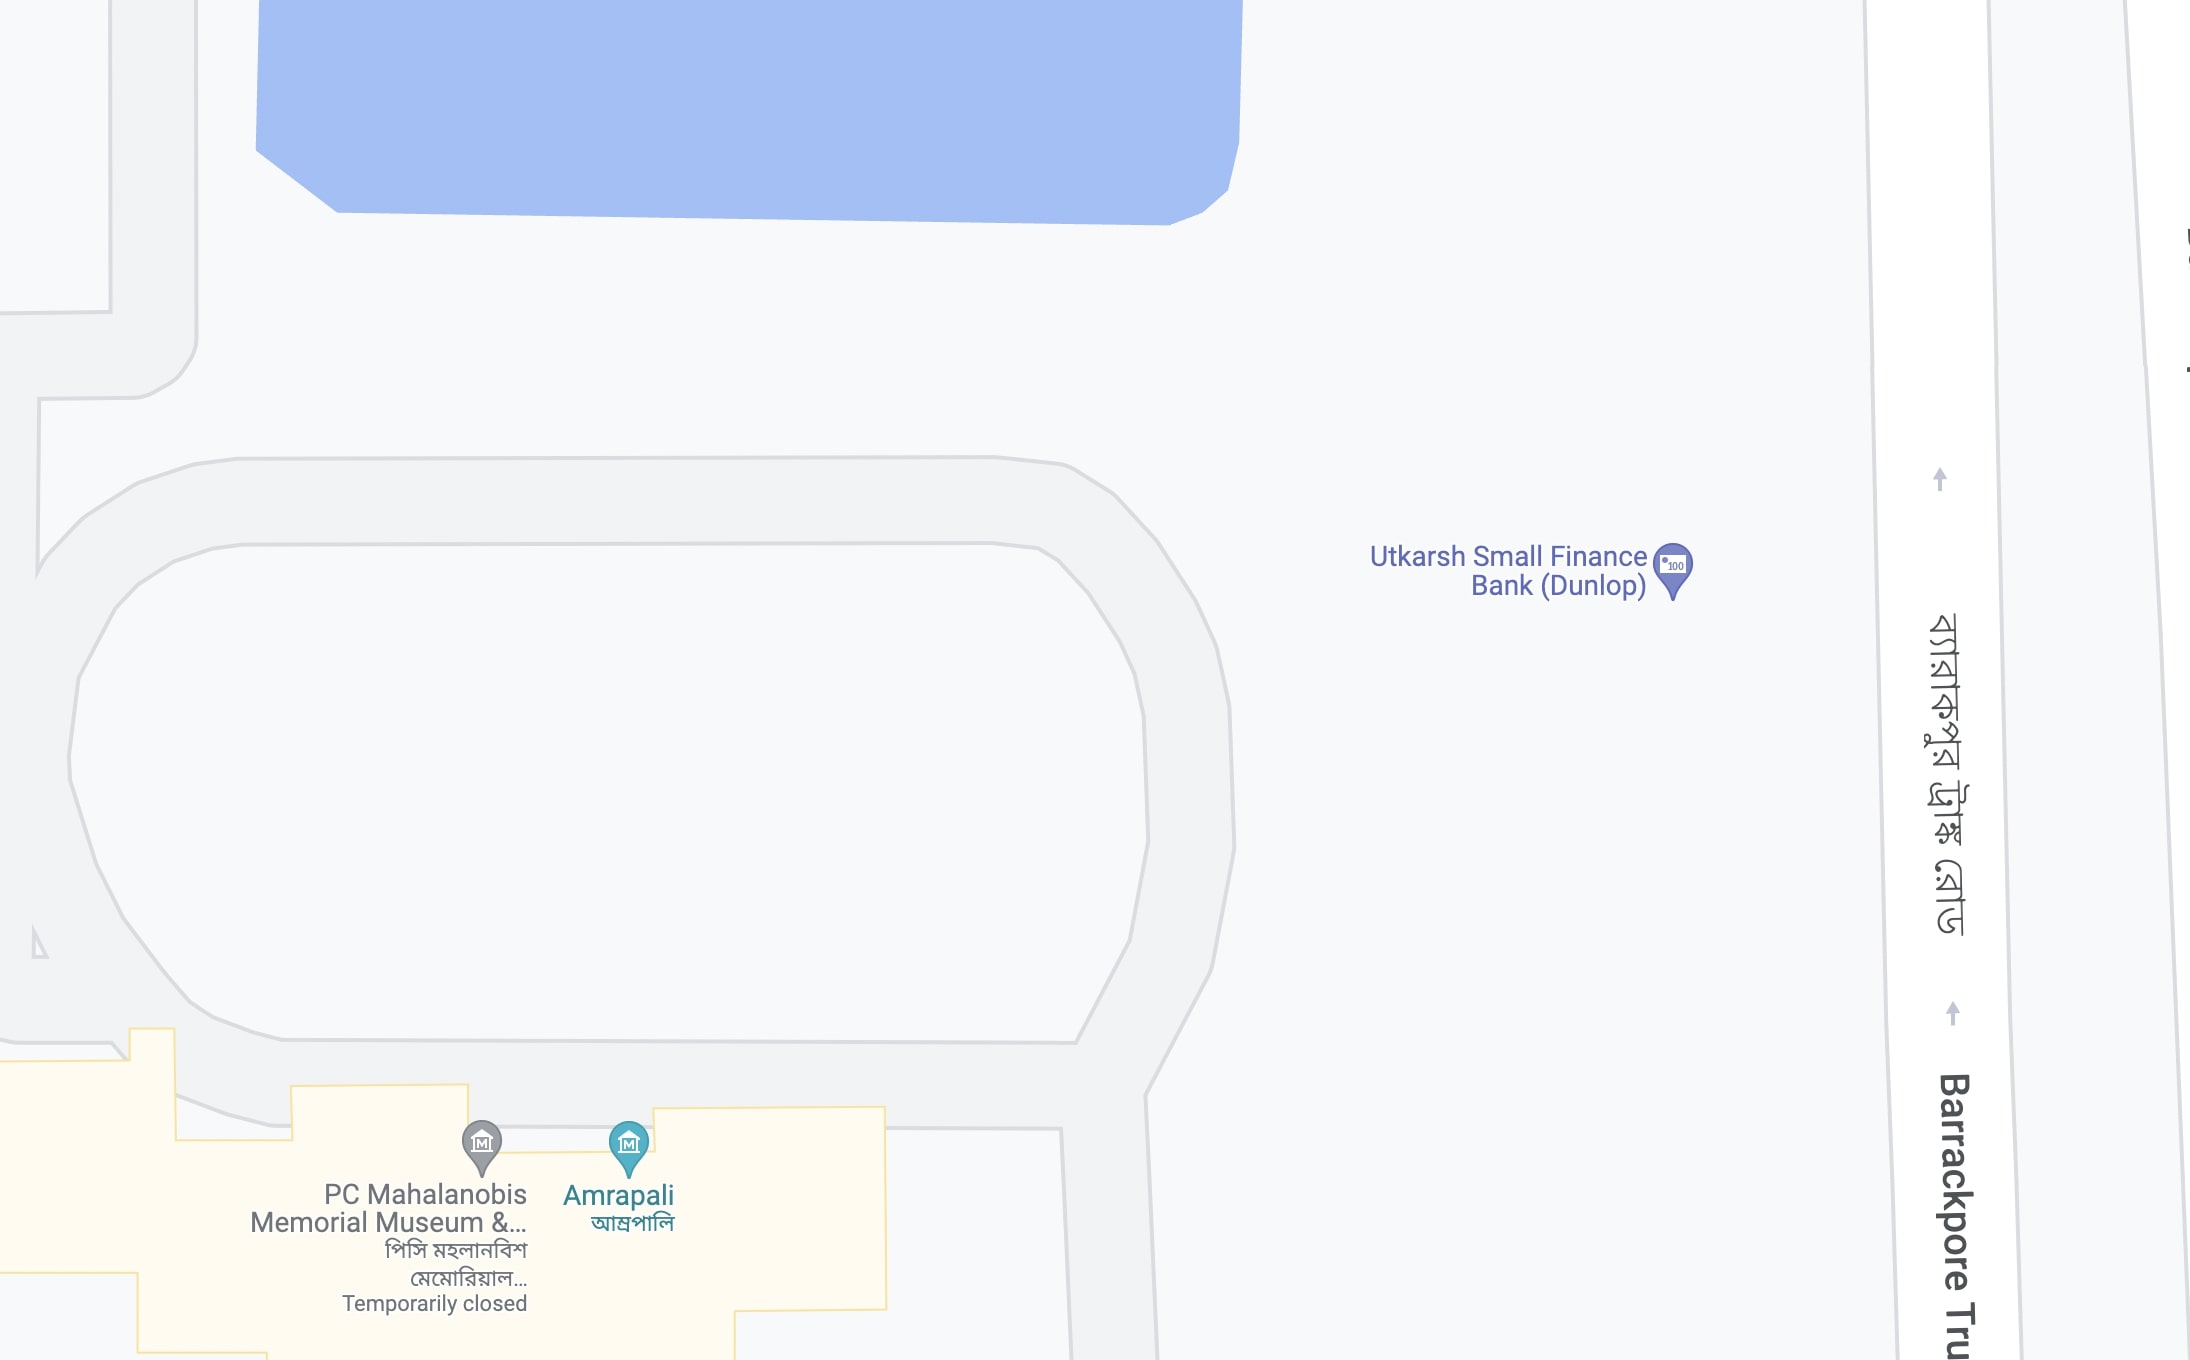 Utkarsh Small Finance
Bank (Dunlop)
100
ব্যারাকপুর ট্রাঙ্ক রোড
Barrackpore Tru
M
PC Mahalanobis
Memorial Museum &...
পিসি মহলানবিশ
মেমোরিয়াল...
Temporarily closed
M
Amrapali
আম্রপালি